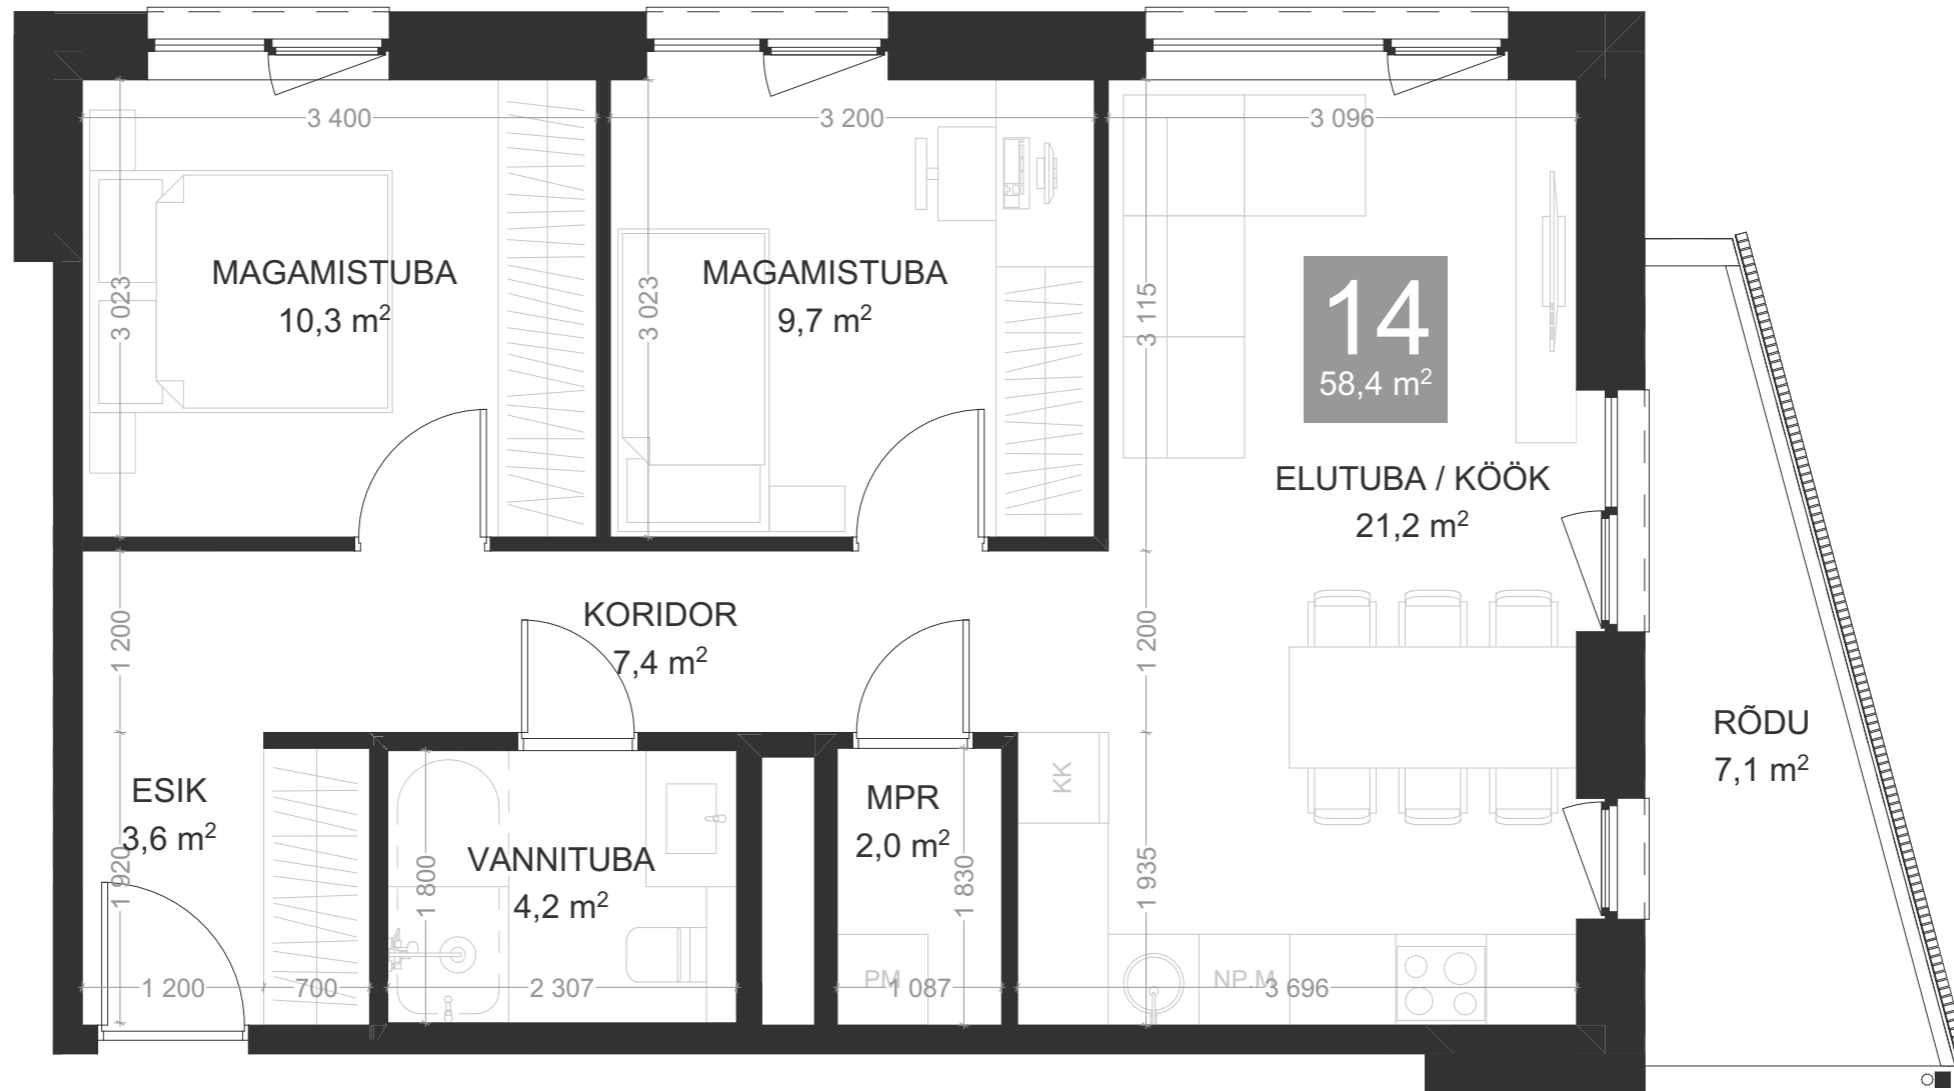 3 400
3 200
3 096
MAGAMISTUBA
10,3 m²
3 023
MAGAMISTUBA
9,7 m²
3 023
3 115
14
58,4 m²
ELUTUBA / KÖÖK
21,2 m²
KORIDOR
7,4 m²
1 200
1 200
RÕDU
7,1 m²
ESIK
3,6 m²
1 920
VANNITUBA
4,2 m²
1 800
MPR
2,0 m²
1 830
KK
1 935
PM
NP.M
1 200
700
2 307
1 087
3 696